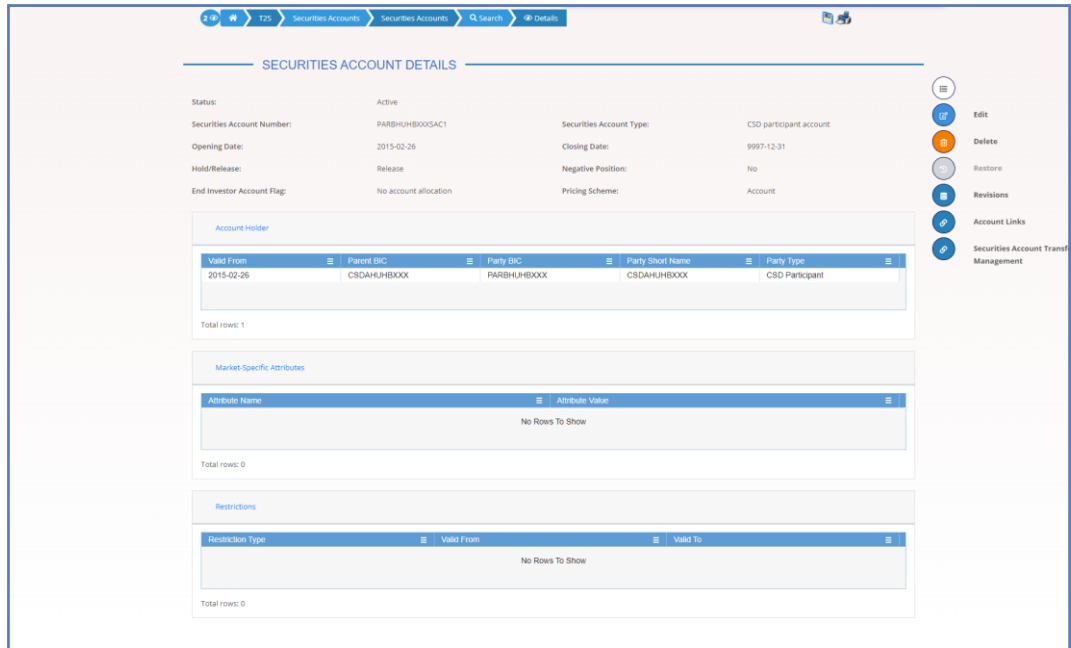 2 T2S Securities Accounts Securities Accounts Search Details
SECURITIES ACCOUNT DETAILS
Status: Active
Securities Account Number: PARBHUHBXXXSAC1 Securities Account Type: CSD participant account
Opening Date: 2015-02-26 Closing Date: 9997-12-31
Hold/Release: Release Negative Position: No
End Investor Account Flag: No account allocation Pricing Scheme: Account
Account Holder
Valid From Parent BIC Party BIC Party Short Name Party Type
2015-02-26 CSDAHUHBXXX PARBHUHBXXX CSDAHUHBXXX CSD Participant
Total rows: 1
Market-Specific Attributes
Attribute Name Attribute Value
No Rows To Show
Total rows: 0
Restrictions
Restriction Type Valid From Valid To
No Rows To Show
Total rows: 0
Edit
Delete
Restore
Revisions
Account Links
Securities Account Transf
Management